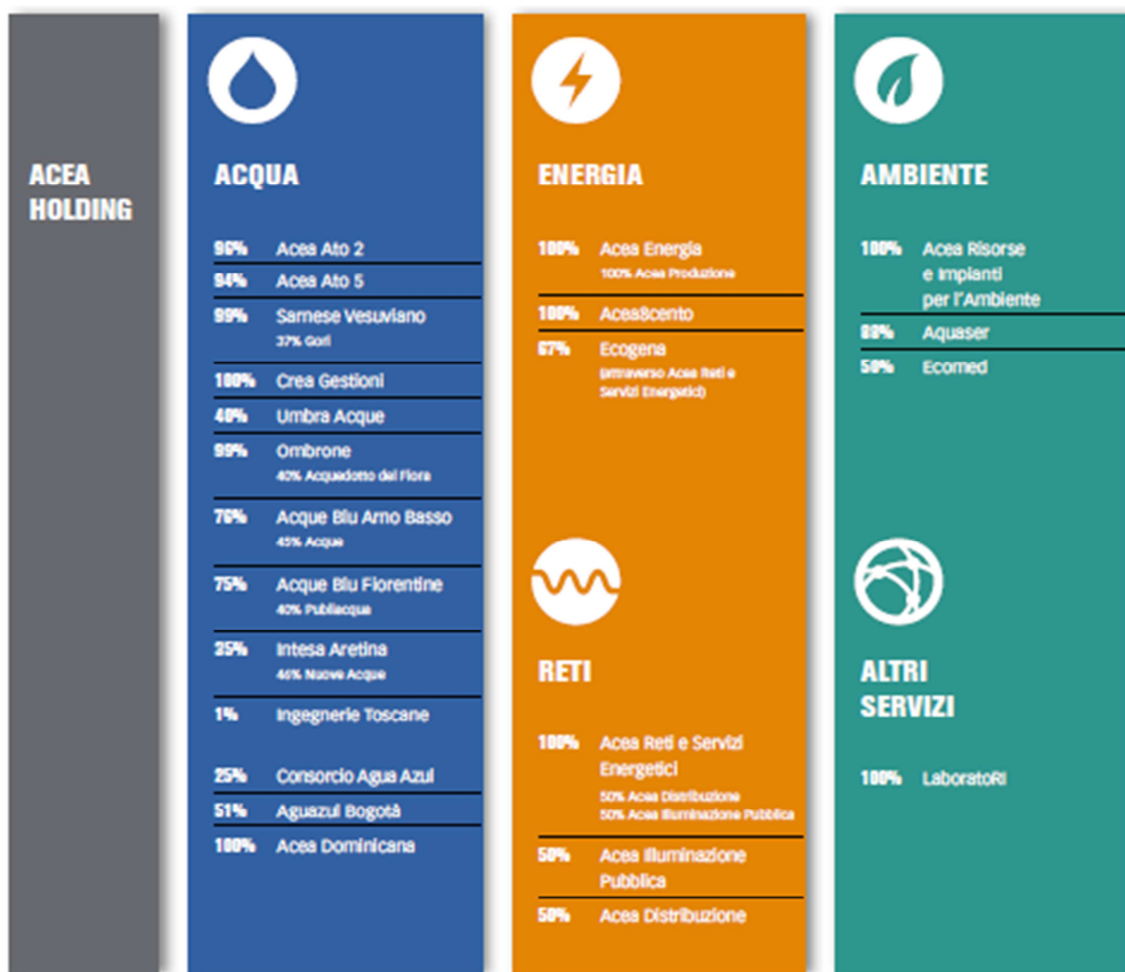 ACEA
HOLDING
ACQUA
96% Acea Ato 2
94% Acea Ato 5
99% Sarnese Vesuviano
37% Gori
100% Crea Gestioni
40% Umbra Acque
99% Ombrone
40% Acquedotto del Fiora
76% Acque Blu Arno Basso
45% Acque
75% Acque Blu Fiorentine
40% Publiacqua
35% Intesa Aretina
46% Nuove Acque
1% Ingegnerie Toscane
25% Consorcio Agua Azul
51% Aguazul Bogotà
100% Acea Dominicana
ENERGIA
100% Acea Energia
100% Acea Produzione
100% Acea8cento
67% Ecogena
(attraverso Acea Reti e
Servizi Energetici)
RETI
100% Acea Reti e Servizi
Energetici
50% Acea Distribuzione
50% Acea Illuminazione Pubblica
50% Acea Illuminazione
Pubblica
50% Acea Distribuzione
AMBIENTE
100% Acea Risorse
e Impianti
per l'Ambiente
88% Aquaser
50% Ecomed
ALTRI
SERVIZI
100% LaboratoRI